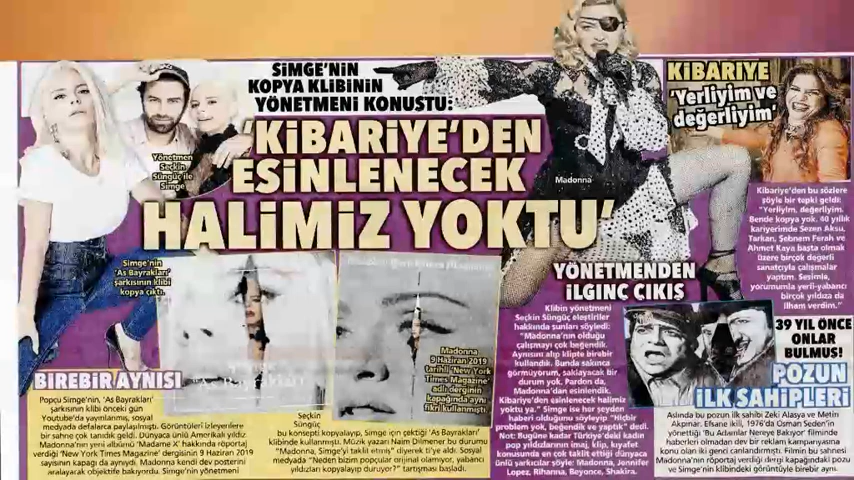 SİMGE'NİN
KOPYA KLİBİNİN
YÖNETMENİ KONUŞTU:
'KİBARİYE'DEN
ESİNLENECEK
HALİMİZ YOKTU'
Yönetmen
Seçkin
Süngüç ile
Simge
Madonna
KİBARİYE
'Yerliyim ve
değerliyim'
Kibariye'den bu sözlere
şöyle bir tepki geldi:
"Yerliyim, değerliyim.
Bende kopya yok. 40 yıllık
kariyerimde Sezen Aksu,
Tarkan, Şebnem Ferah ve
Ahmet Kaya başta olmak
üzere birçok değerli
sanatçıyla çalışmalar
yaptım. Sesimle,
yorumumla yerli-yabancı
birçok yıldıza da
ilham verdim."
Simge'nin
'As Bayrakları'
şarkısının klibi
kopya çıktı.
"As Bayrakları"
Madonna
9 Haziran 2019
tarihli 'New York
Times Magazine'
adlı derginin
kapağında aynı
fikri kullanmıştı.
BİREBİR AYNISI
Popçu Simge'nin, 'As Bayrakları'
şarkısının klibi önceki gün
Youtube'da yayınlanmış, sosyal
medyada defalarca paylaşılmıştı. Görüntüleri izleyenlere
bir sahne çok tanıdık geldi. Dünyaca ünlü Amerikalı yıldız
Madonna'nın yeni albümü 'Madame X' hakkında röportaj
verdiği 'New York Times Magazine' dergisinin 9 Haziran 2019
sayısının kapağı da aynıydı. Madonna kendi dev posterini
aralayarak objektife bakıyordu. Simge'nin yönetmeni
Seçkin
Süngüç
bu konsepti kopyalayıp, Simge için çektiği 'As Bayrakları'
klibinde kullanmıştı. Müzik yazarı Naim Dilmener bu durumu
"Madonna, Simge'yi taklit etmiş" diyerek ti'ye aldı. Sosyal
medyada "Neden bizim popçular original olamıyor, yabancı
yıldızları kopyalayıp duruyor?" tartışması başladı.
YÖNETMENDEN
İLGİNÇ ÇIKIŞ
Klibin yönetmeni
Seçkin Süngüç eleştiriler
hakkında şunları söyledi:
"Madonna'nın olduğu
çalışmayı çok beğendik.
Aynısını alıp klipte birebir
kullandık. Bunda sakınca
görmüyorum, saklayacak bir
durum yok. Pardon da,
Madonna'dan esinlendik.
Kibariye'den esinlenecek halimiz
yoktu ya." Simge ise her şeyden
haberi olduğunu söyleyip "Hiçbir
problem yok, beğendik ve yaptık" dedi.
Not: Bugüne kadar Türkiye'deki kadın
pop yıldızlarının imaj, klip, kıyafet
konusunda en çok taklit ettiği dünyaca
ünlü şarkıcılar şöyle: Madonna, Jennifer
Lopez, Rihanna, Beyonce, Shakira.
39 YIL ÖNCE
ONLAR
BULMUŞ!
POZUN
İLK SAHİPLERİ
Aslında bu pozun ilk sahibi Zeki Alasya ve Metin
Akpınar. Efsane ikili, 1976'da Osman Seden'in
yönettiği 'Bu Adanlar Nereye Bakıyor' filminde
haberleri olmadan dev bir reklam kampanyasına
konu olan iki genci canlandırmıştı. Filmin bu sahnesi
Madonna'nın röportaj verdiği dergi kapağındaki pozu
ve Simge'nin klibindeki görüntüyle birebir aynı.